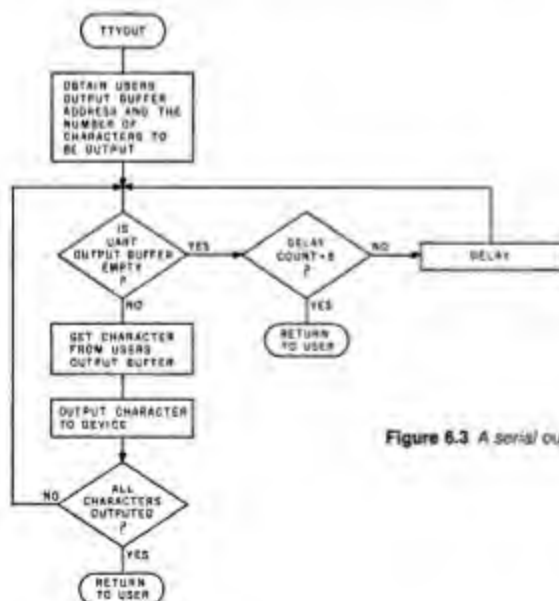 TTYOUT
OBTAIN USERS
OUTPUT BUFFER
ADDRESS AND THE
NUMBER OF
CHARACTERS TO
BE OUTPUT
IS
UART
OUTPUT BUFFER
EMPTY
?
YES
DELAY
COUNT=
?
NO
DELAY
NO
YES
GET CHARACTER
FROM USERS
OUTPUT BUFFER
RETURN
TO USER
OUTPUT CHARACTER
TO DEVICE
Figure 6.3 A serial
NO
ALL
CHARACTERS
OUTPUTED
?
YES
RETURN
TO USER